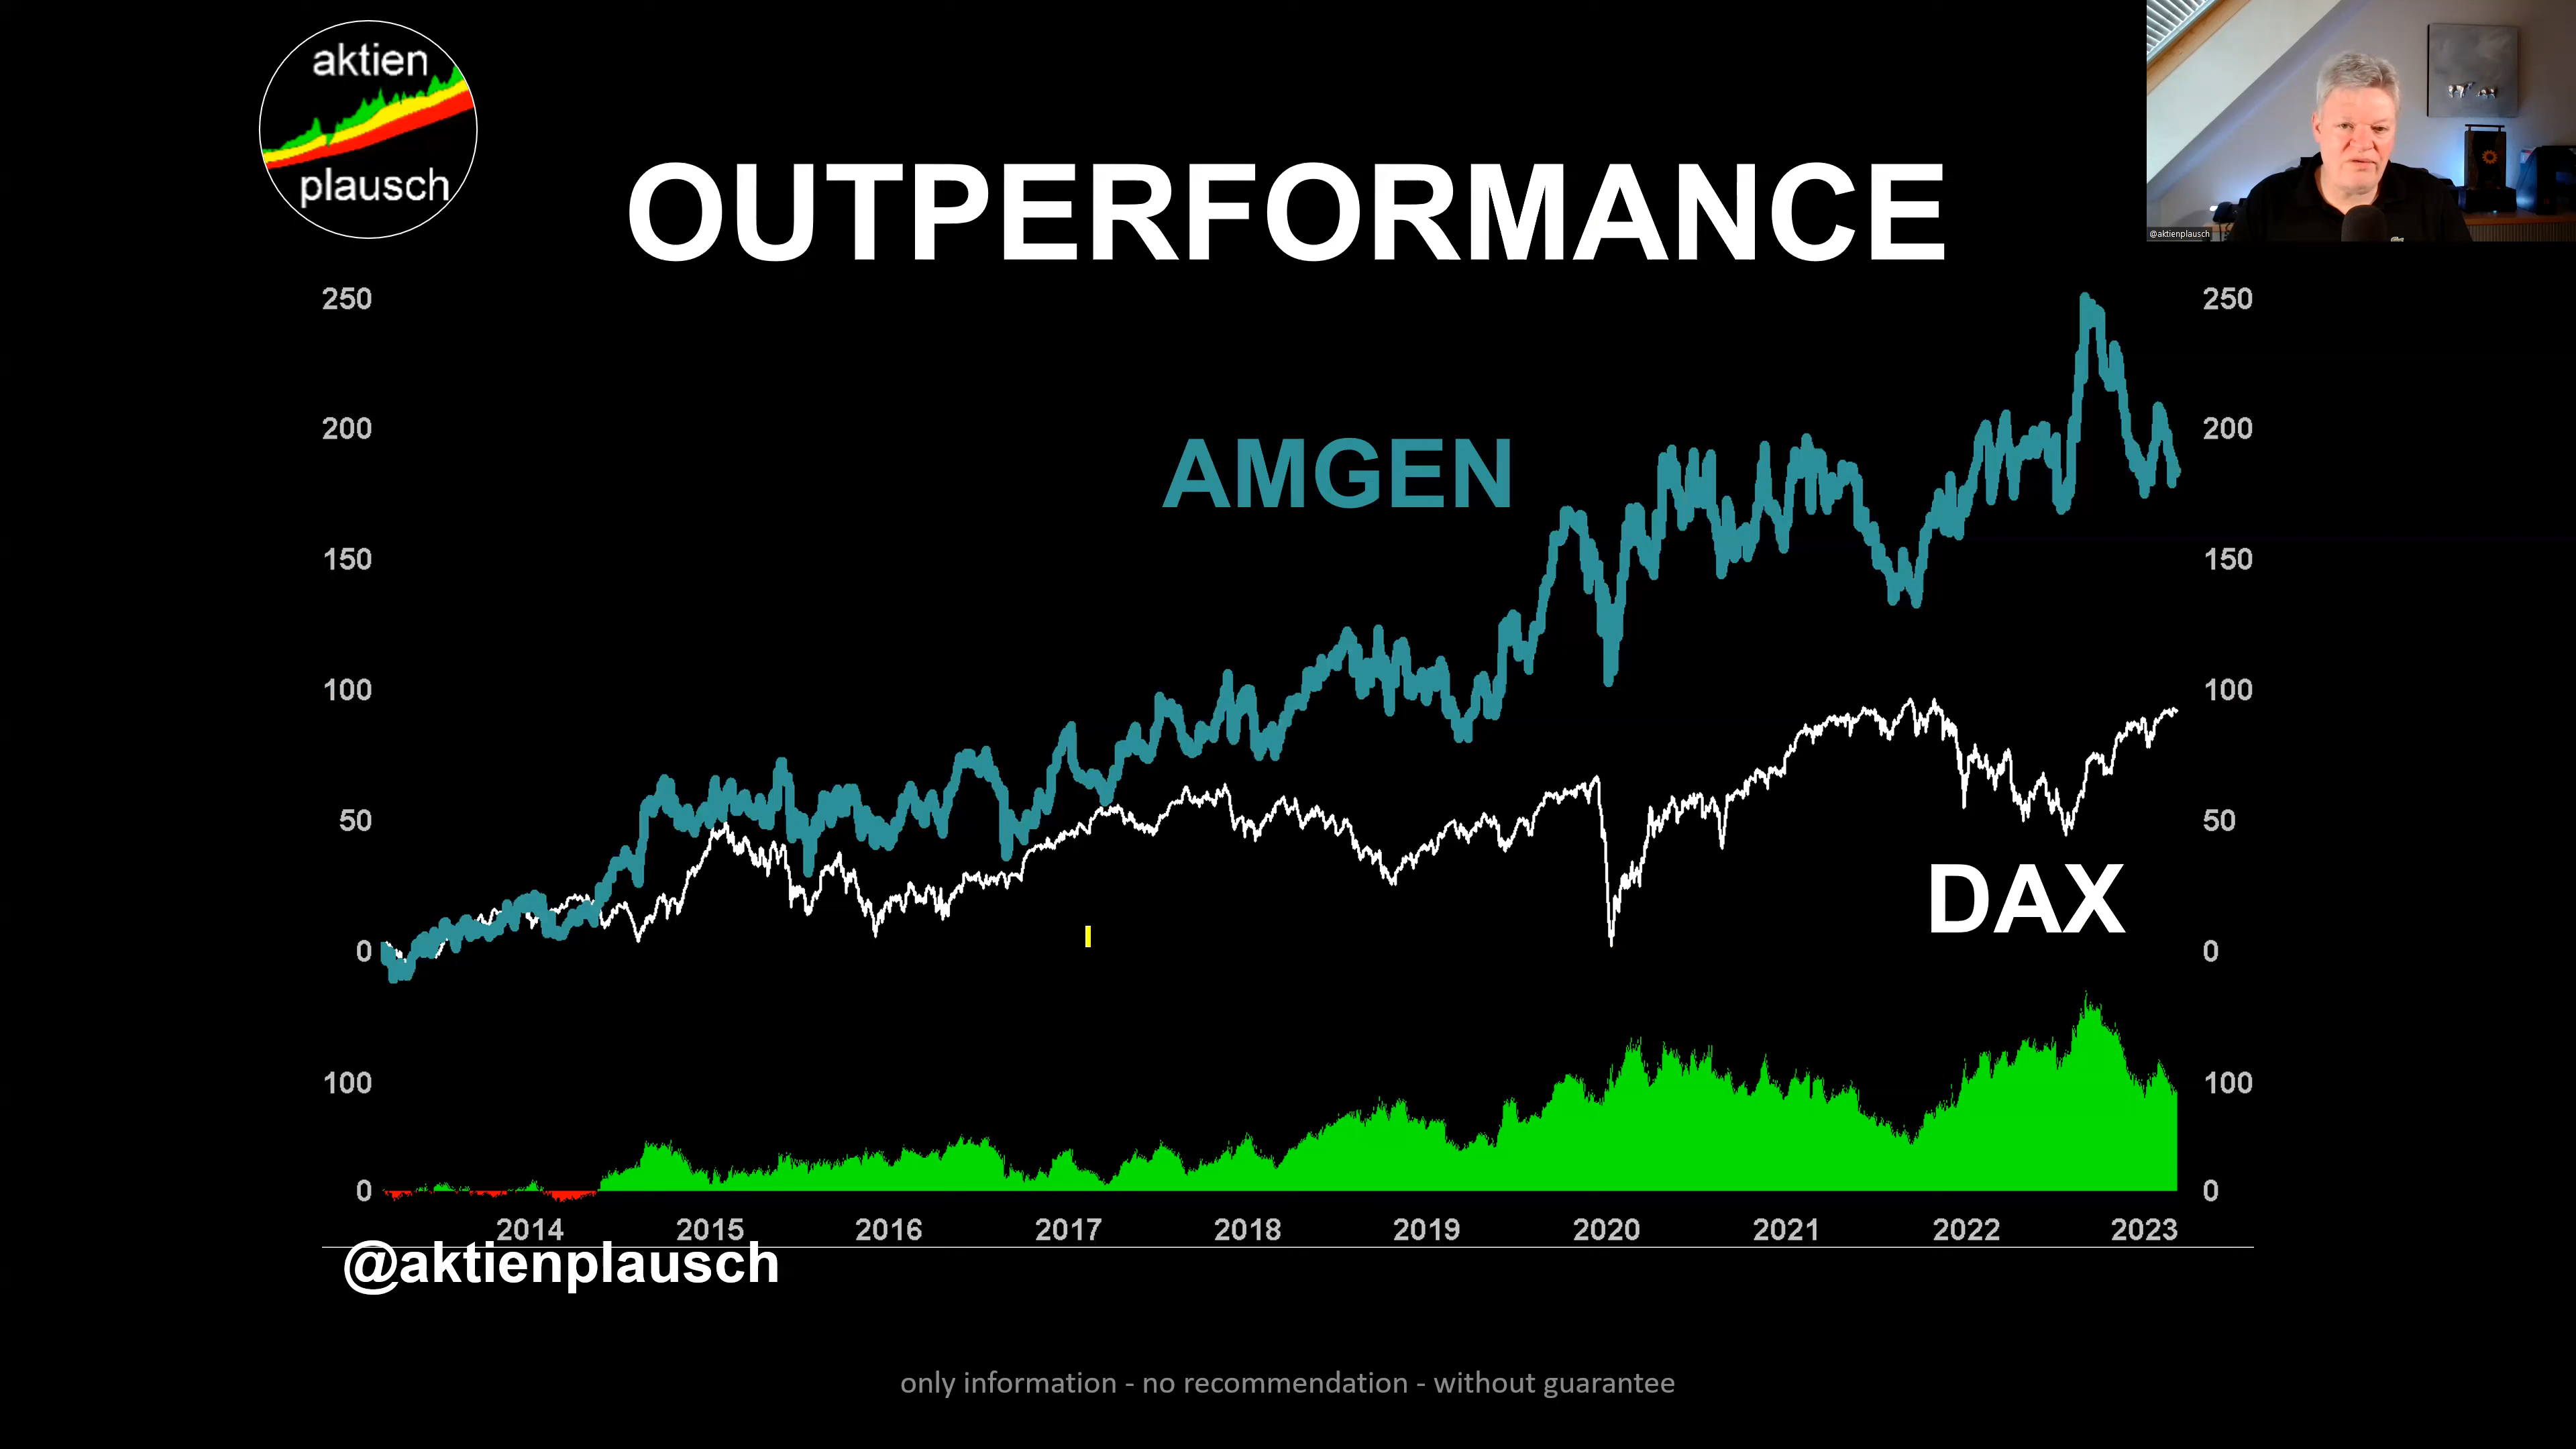 aktien
plausch
@aktienplausch
OUTPERFORMANCE
250 250
200 200
AMGEN
150 150
100 100
50 50
DAX
0 0
100 100
0 0
2014 2015 2016 2017 2018 2019 2020 2021 2022 2023
@aktienplausch
only information - no recommendation - without guarantee